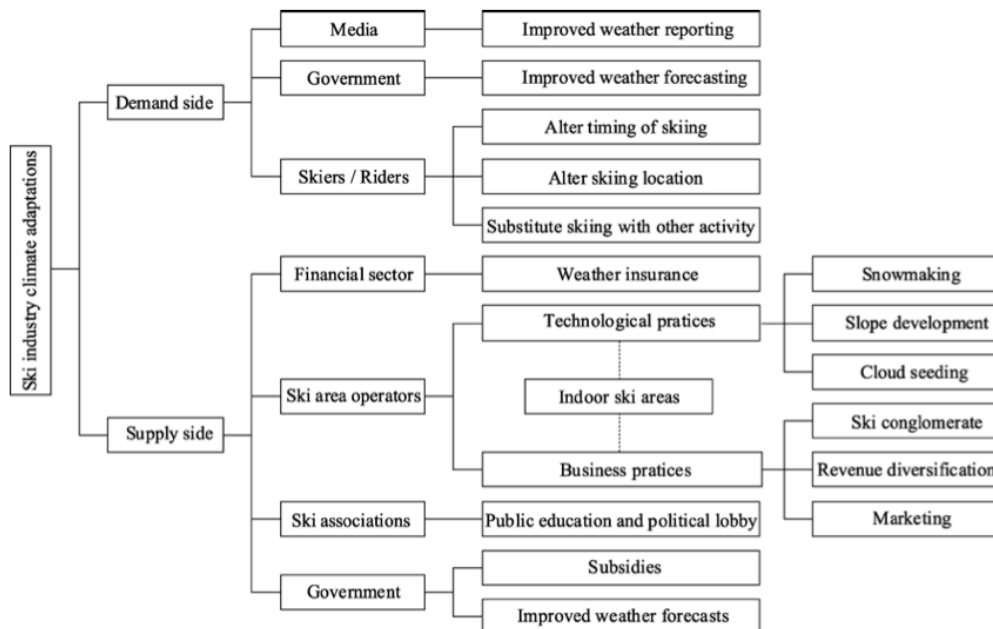 Media
Improved weather reporting
Government
Improved weather forecasting
Demand side
Alter timing of skiing
Skiers / Riders
Alter skiing location
Substitute skiing with other activity
Ski industry climate adaptations
Financial sector
Weather insurance
Snowmaking
Technological pratices
Slope development
Cloud seeding
Ski area operators
Indoor ski areas
Supply side
Ski conglomerate
Business pratices
Revenue diversification
Marketing
Ski associations
Public education and political lobby
Subsidies
Government
Improved weather forecasts